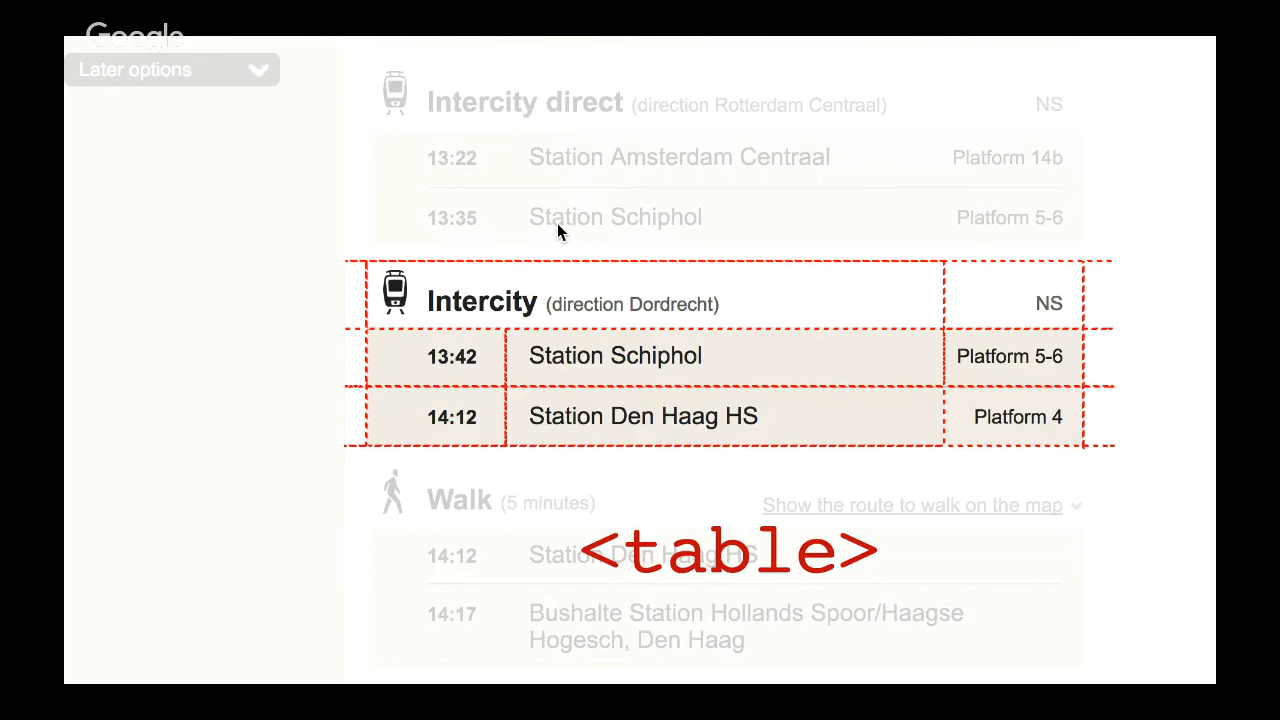 Google
Later options
Intercity direct (direction Rotterdam Centraal) NS
13:22 Station Amsterdam Centraal Platform 14b
13:35 Station Schiphol Platform 5-6
Intercity (direction Dordrecht) NS
13:42 Station Schiphol Platform 5-6
14:12 Station Den Haag HS Platform 4
Walk (5 minutes) Show the route to walk on the map
<table>
14:12 Station Den Haag HS
14:17 Bushalte Station Hollands Spoor/Haagse
Hogesch, Den Haag